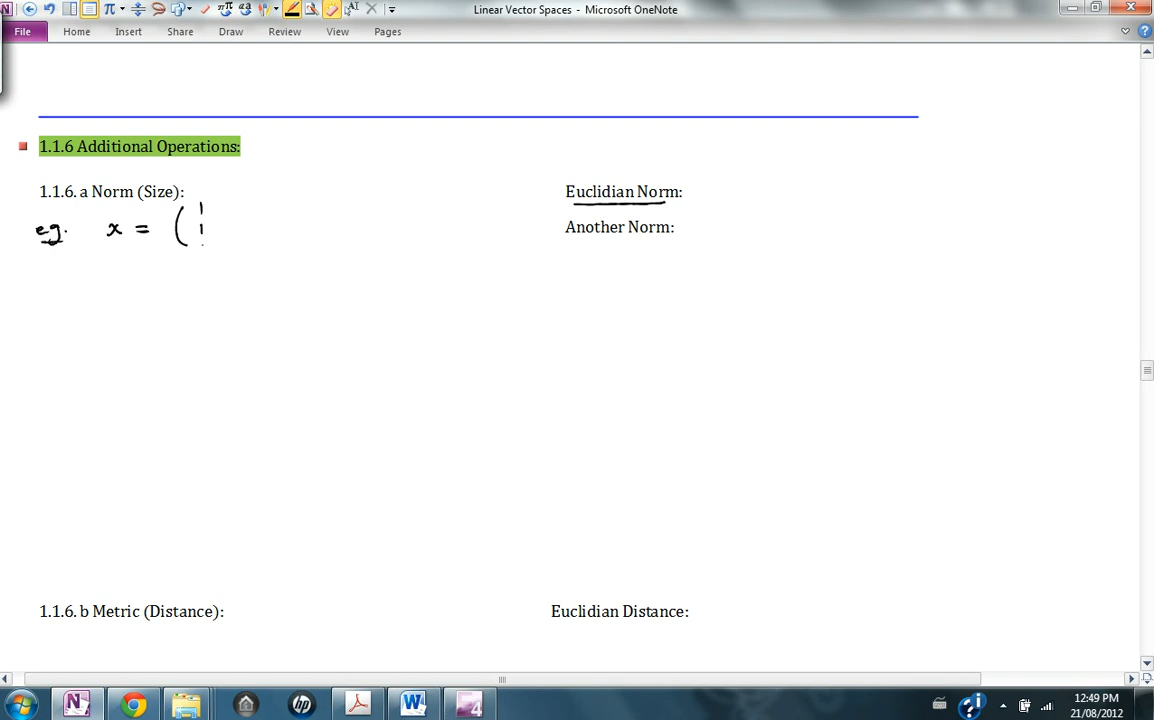 Linear Vector Spaces - Microsoft OneNote
File Home Insert Share Draw Review View Pages
1.1.6 Additional Operations:
1.1.6. a Norm (Size):
Euclidian Norm:
eg. x = ( 1
1
Another Norm:
1.1.6. b Metric (Distance):
Euclidian Distance:
12:49 PM
21/08/2012